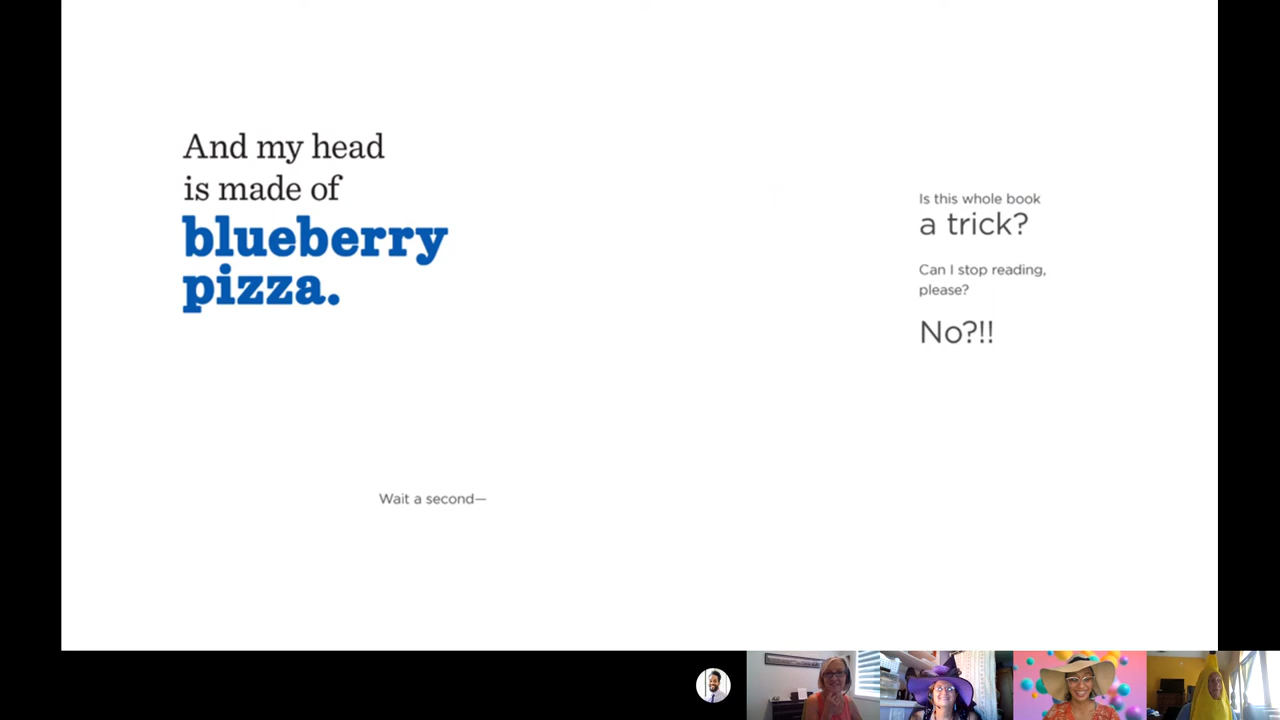 And my head
is made of
blueberry
pizza.
Wait a second—
Is this whole book
a trick?
Can I stop reading,
please?
No?!!